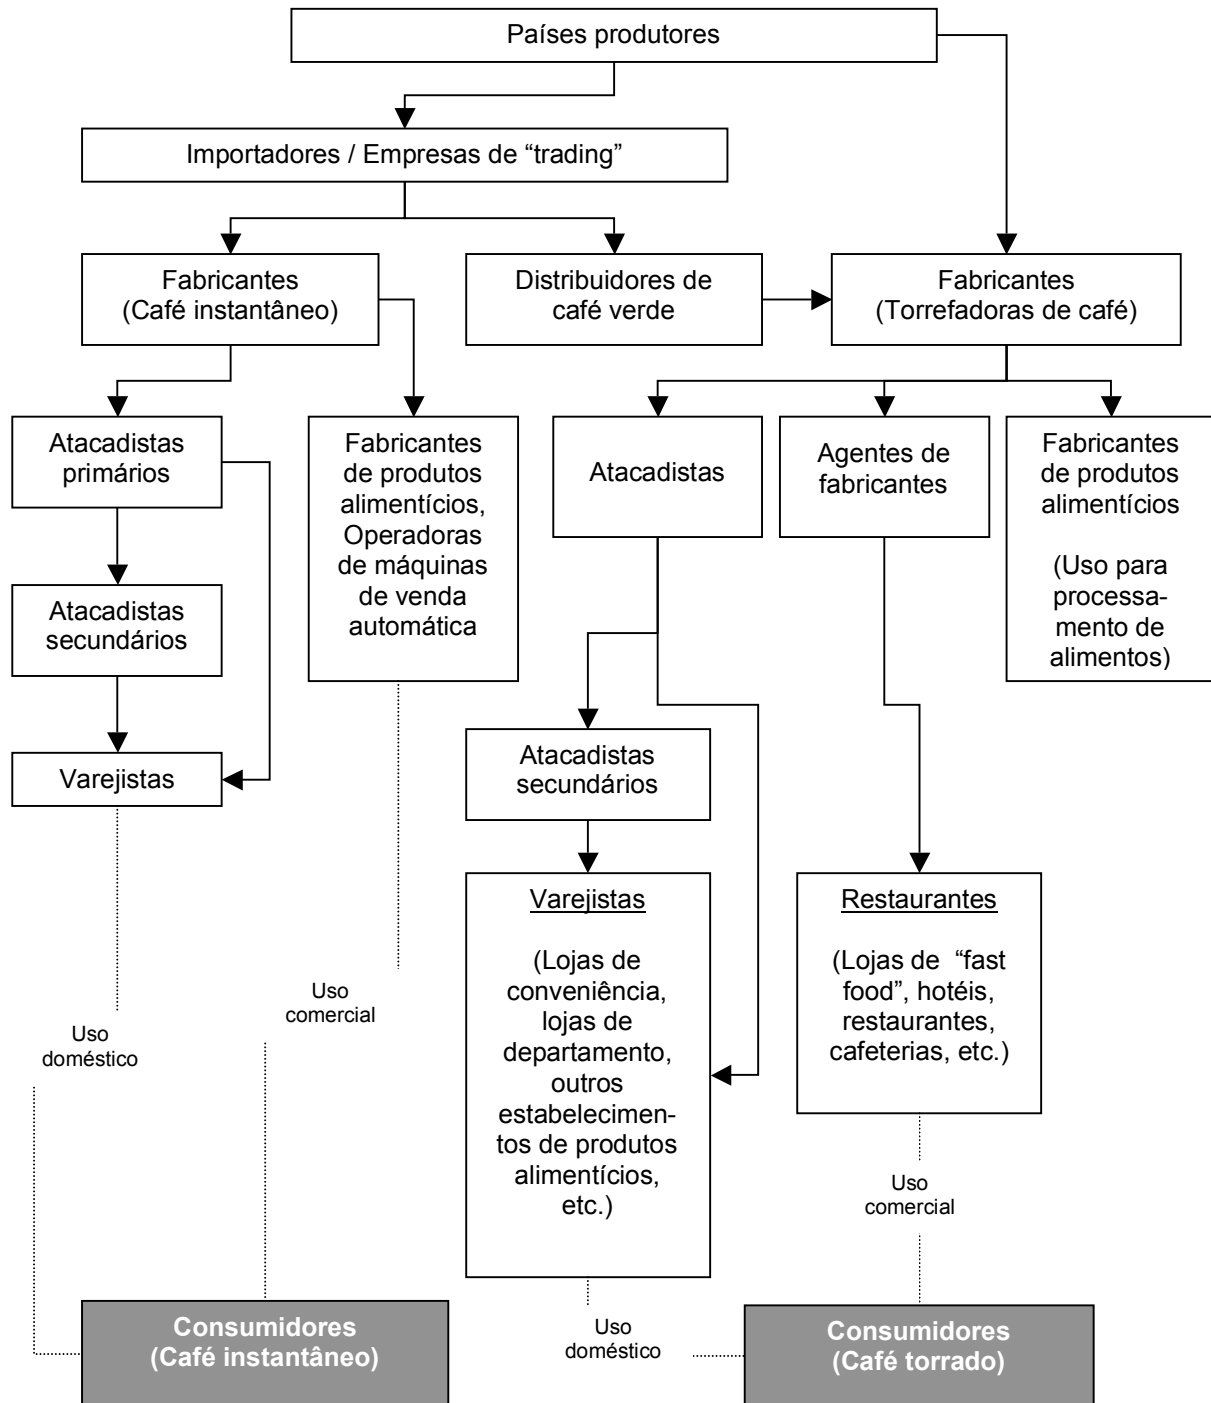 Países produtores
Importadores / Empresas de “trading”
Fabricantes
(Café instantâneo)
Distribuidores de
café verde
Fabricantes
(Torrefadoras de café)
Atacadistas
primários
Fabricantes
de produtos
alimentícios,
Operadoras
de máquinas
de venda
automática
Atacadistas
Agentes de
fabricantes
Fabricantes
de produtos
alimentícios
(Uso para
processa-
mento de
alimentos)
Atacadistas
secundários
Varejistas
Atacadistas
secundários
Varejistas
(Lojas de
conveniência,
lojas de
departamento,
outros
estabelecimen-
tos de produtos
alimentícios,
etc.)
Restaurantes
(Lojas de “fast
food”, hotéis,
restaurantes,
cafeterias, etc.)
Uso
comercial
Uso
doméstico
Uso
comercial
Consumidores
(Café instantâneo)
Uso
doméstico
Consumidores
(Café torrado)